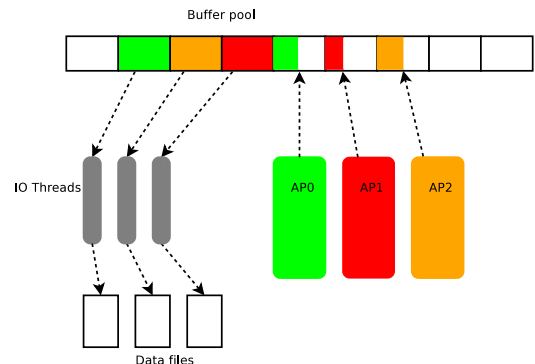 Buffer pool
IO Threads
AP0
AP1
AP2
Data files